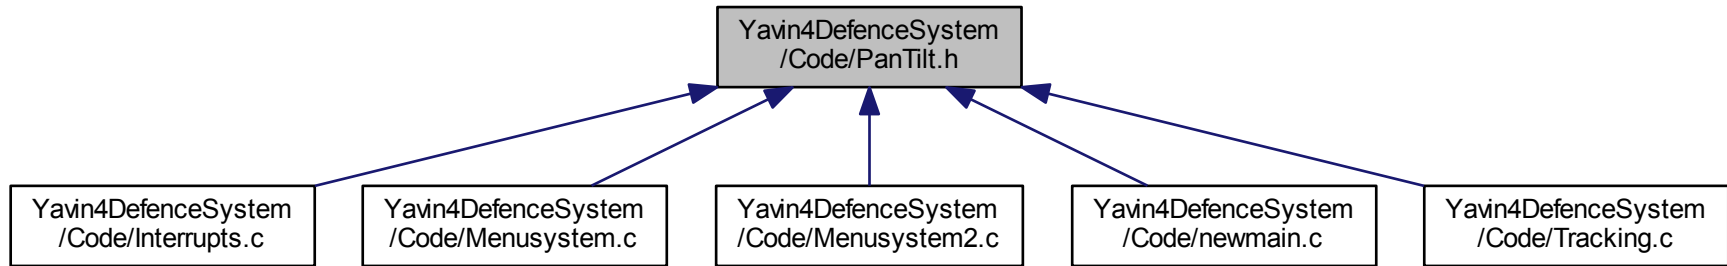 Yavin4DefenceSystem
/Code/PanTilt.h
Yavin4DefenceSystem
/Code/Interrupts.c
Yavin4DefenceSystem
/Code/Menusystem.c
Yavin4DefenceSystem
/Code/Menusystem2.c
Yavin4DefenceSystem
/Code/newmain.c
Yavin4DefenceSystem
/Code/Tracking.c